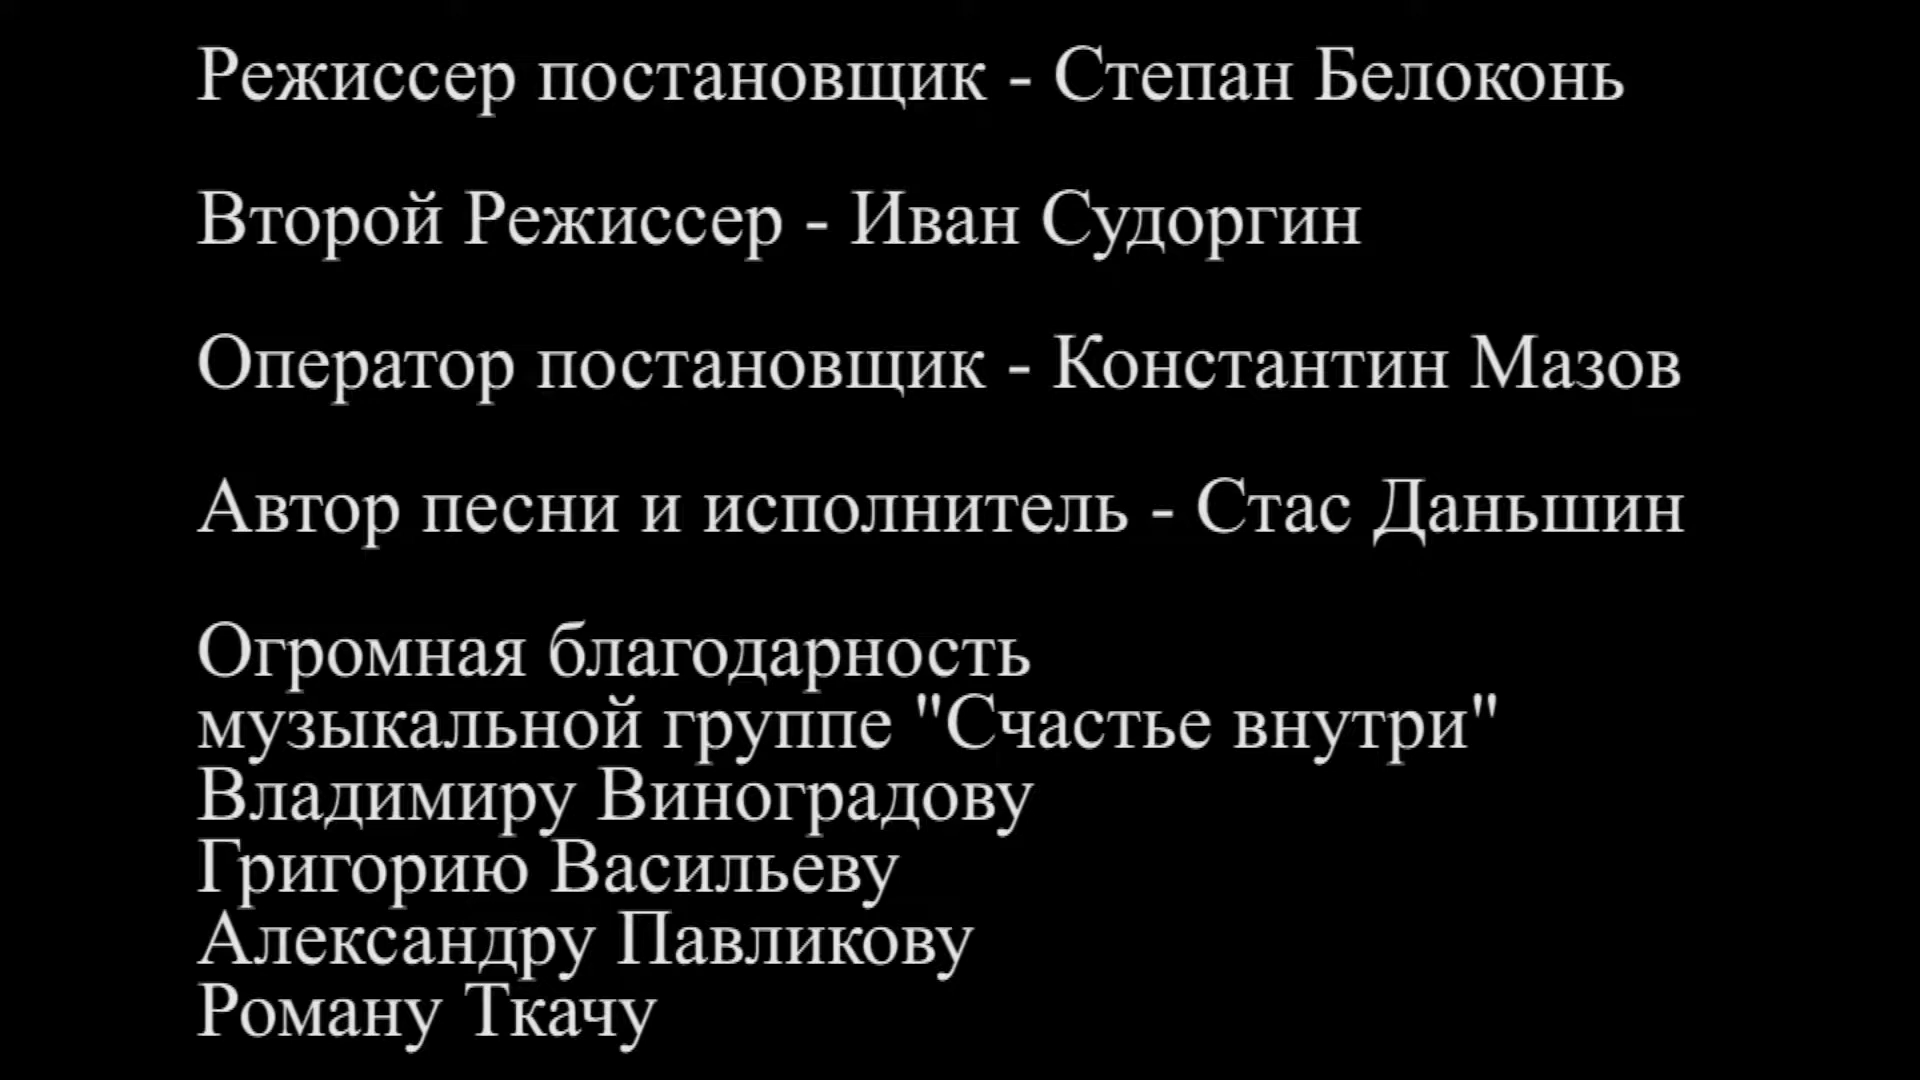 Режиссер постановщик - Степан Белоконь
Второй Режиссер - Иван Судоргин
Оператор постановщик - Константин Мазов
Автор песни и исполнитель - Стас Даньшин
Огромная благодарность
музыкальной группе "Счастье внутри"
Владимиру Виноградову
Григорию Васильеву
Александру Павликову
Роману Ткачу